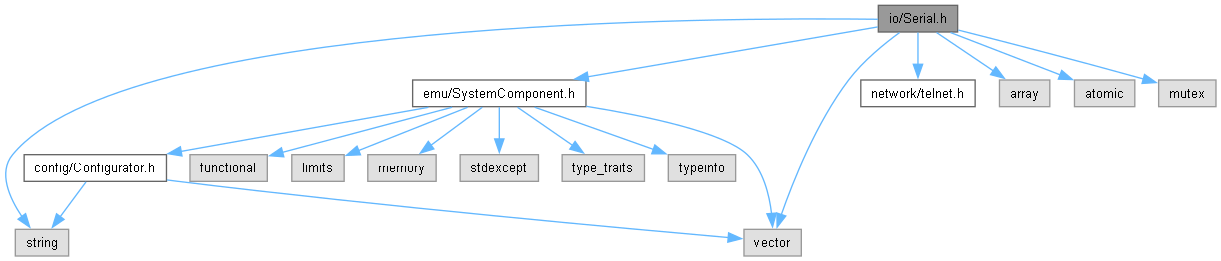 io/Serial.h
emu/SystemComponent.h
network/telnet.h
array
atomic
mutex
config/Configurator.h
functional
limits
memory
stdexcept
type_traits
typeinfo
string
vector